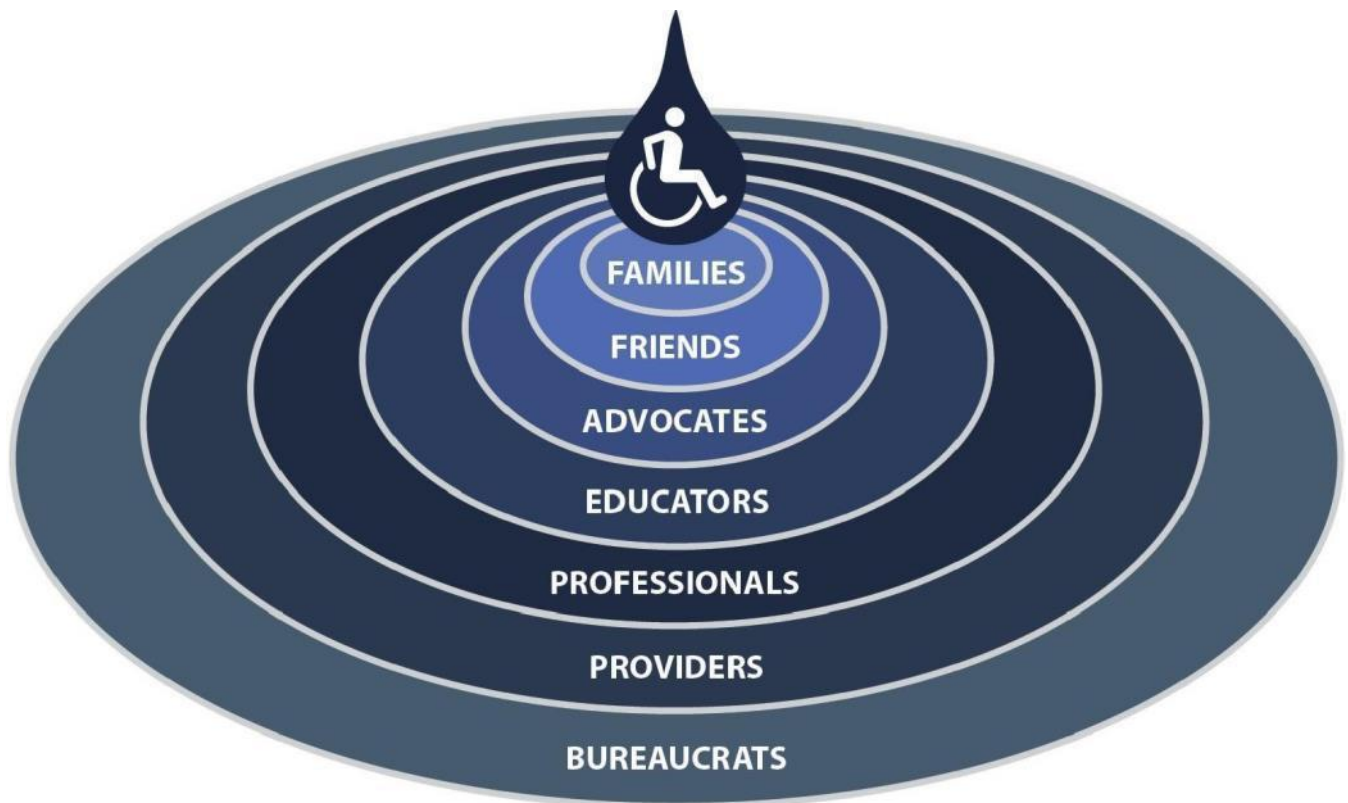 FAMILIES
FRIENDS
ADVOCATES
EDUCATORS
PROFESSIONALS
PROVIDERS
BUREAUCRATS